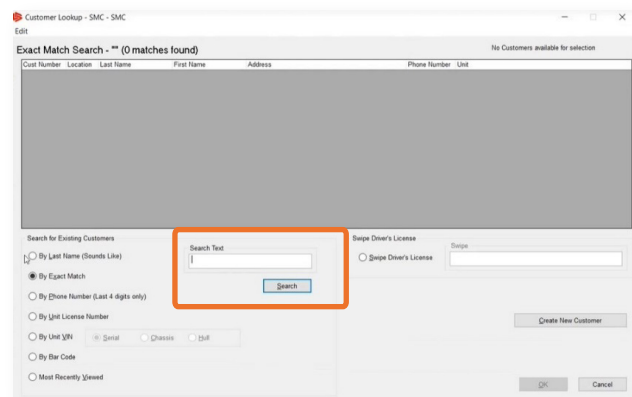 Customer Lookup - SMC - SMC
Edit
Exact Match Search - "" (0 matches found)
No Customers available for selection
Cust Number Location Last Name First Name Address Phone Number Unit
Search for Existing Customers
By Last Name (Sounds Like)
By Exact Match
By Phone Number (Last 4 digits only)
By Unit License Number
By Unit VIN Serial Chassis Hull
By Bar Code
Most Recently Viewed
Search Text
Search
Swipe Driver's License
Swipe Driver's License
Swipe
Create New Customer
OK Cancel